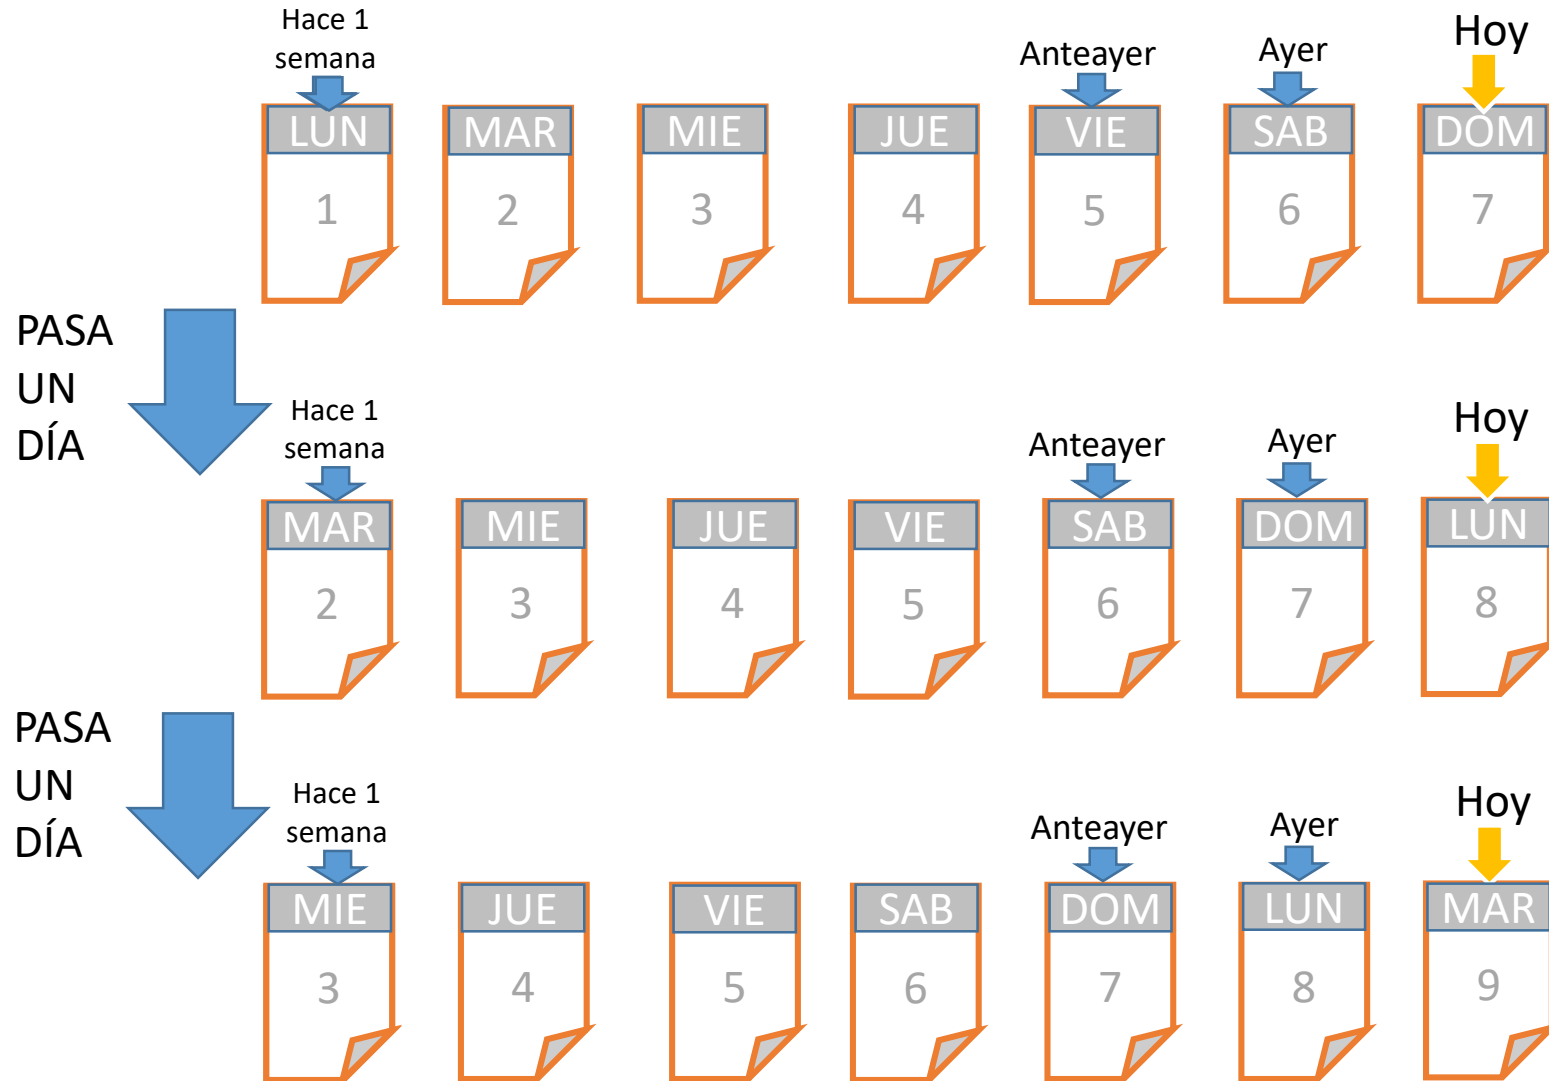 Hace 1
semana
Anteayer
Ayer
Hoy
LUN
MAR
MIE
JUE
VIE
SAB
DOM
1
2
3
4
5
6
7
PASA
UN
DÍA
Hace 1
semana
Anteayer
Ayer
Hoy
MAR
MIE
JUE
VIE
SAB
DOM
LUN
2
3
4
5
6
7
8
PASA
UN
DÍA
Hace 1
semana
Anteayer
Ayer
Hoy
MIE
JUE
VIE
SAB
DOM
LUN
MAR
3
4
5
6
7
8
9